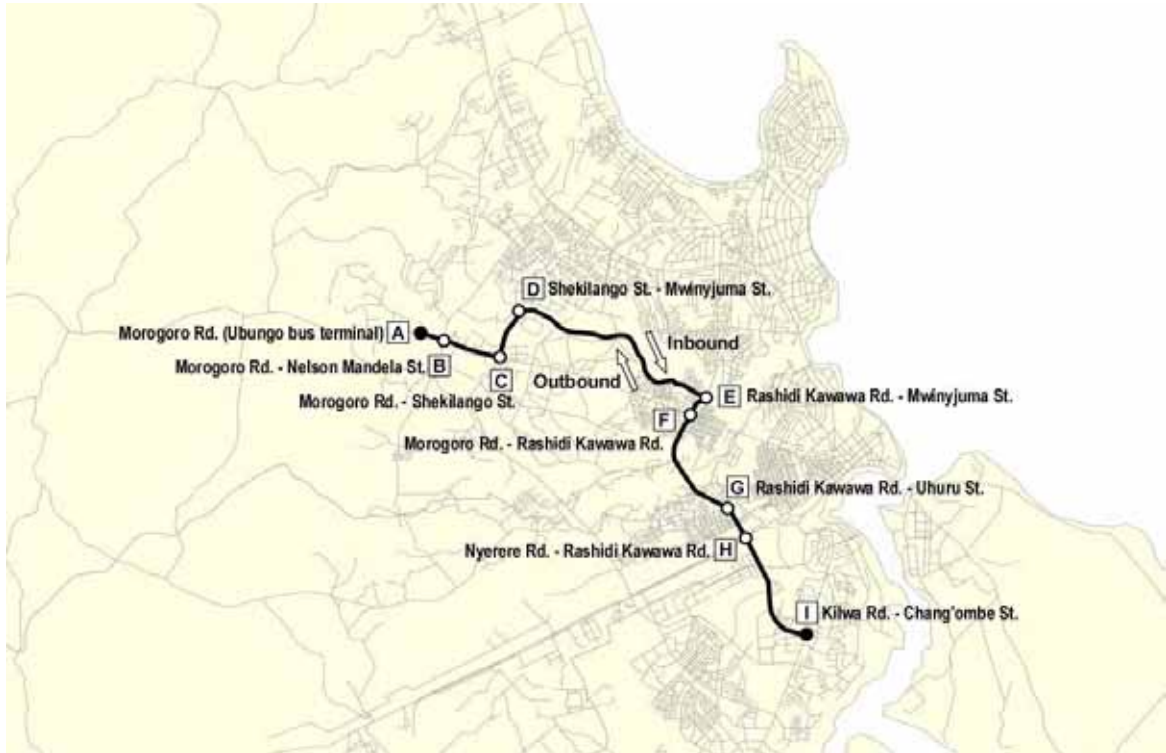 D Shekilango St. - Mwinyjuma St.
Morogoro Rd. (Ubungo bus terminal) A
Inbound
Morogoro Rd. - Nelson Mandela St. B
C
Outbound
Morogoro Rd. - Shekilango St.
E Rashidi Kawawa Rd. - Mwinyjuma St.
F
Morogoro Rd. - Rashidi Kawawa Rd.
G Rashidi Kawawa Rd. - Uhuru St.
Nyerere Rd. - Rashidi Kawawa Rd. H
I Kilwa Rd. - Chang'ombe St.